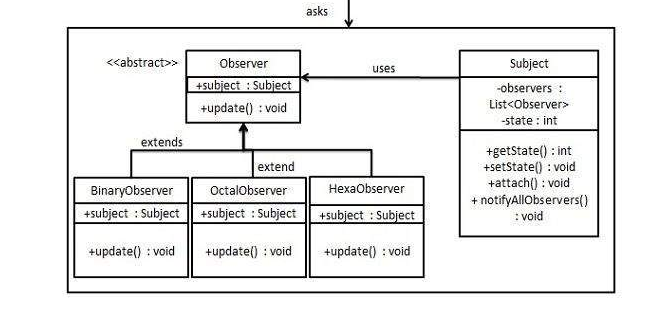 asks
<<abstract>>
Observer
+subject : Subject
+update() : void
uses
Subject
-observers :
List<Observer>
-state : int
+getState() : int
+setState() : void
+attach() : void
+ notifyAllObservers()
: void
extends
extend
BinaryObserver
+subject : Subject
+update() : void
OctalObserver
+subject : Subject
+update() : void
HexaObserver
+subject : Subject
+update() : void